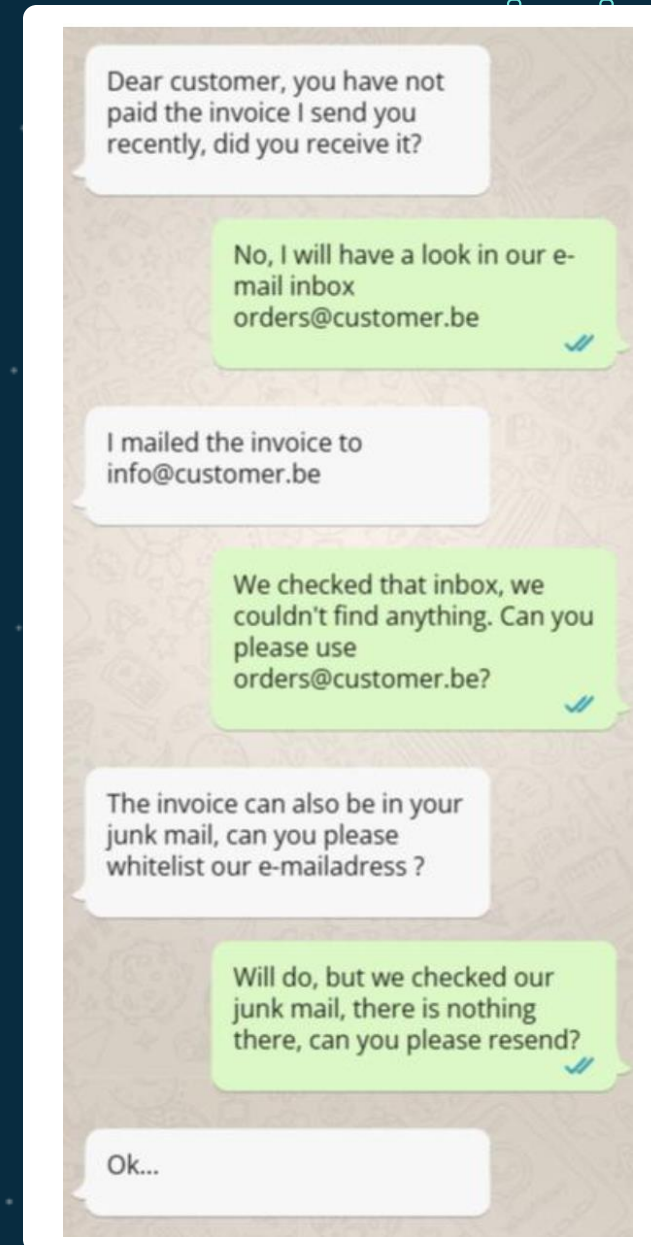 Dear customer, you have not
paid the invoice I send you
recently, did you receive it?
No, I will have a look in our e-
mail inbox
orders@customer.be
I mailed the invoice to
info@customer.be
We checked that inbox, we
couldn't find anything. Can you
please use
orders@customer.be?
The invoice can also be in your
junk mail, can you please
whitelist our e-mailadress ?
Will do, but we checked our
junk mail, there is nothing
there, can you please resend?
Ok...